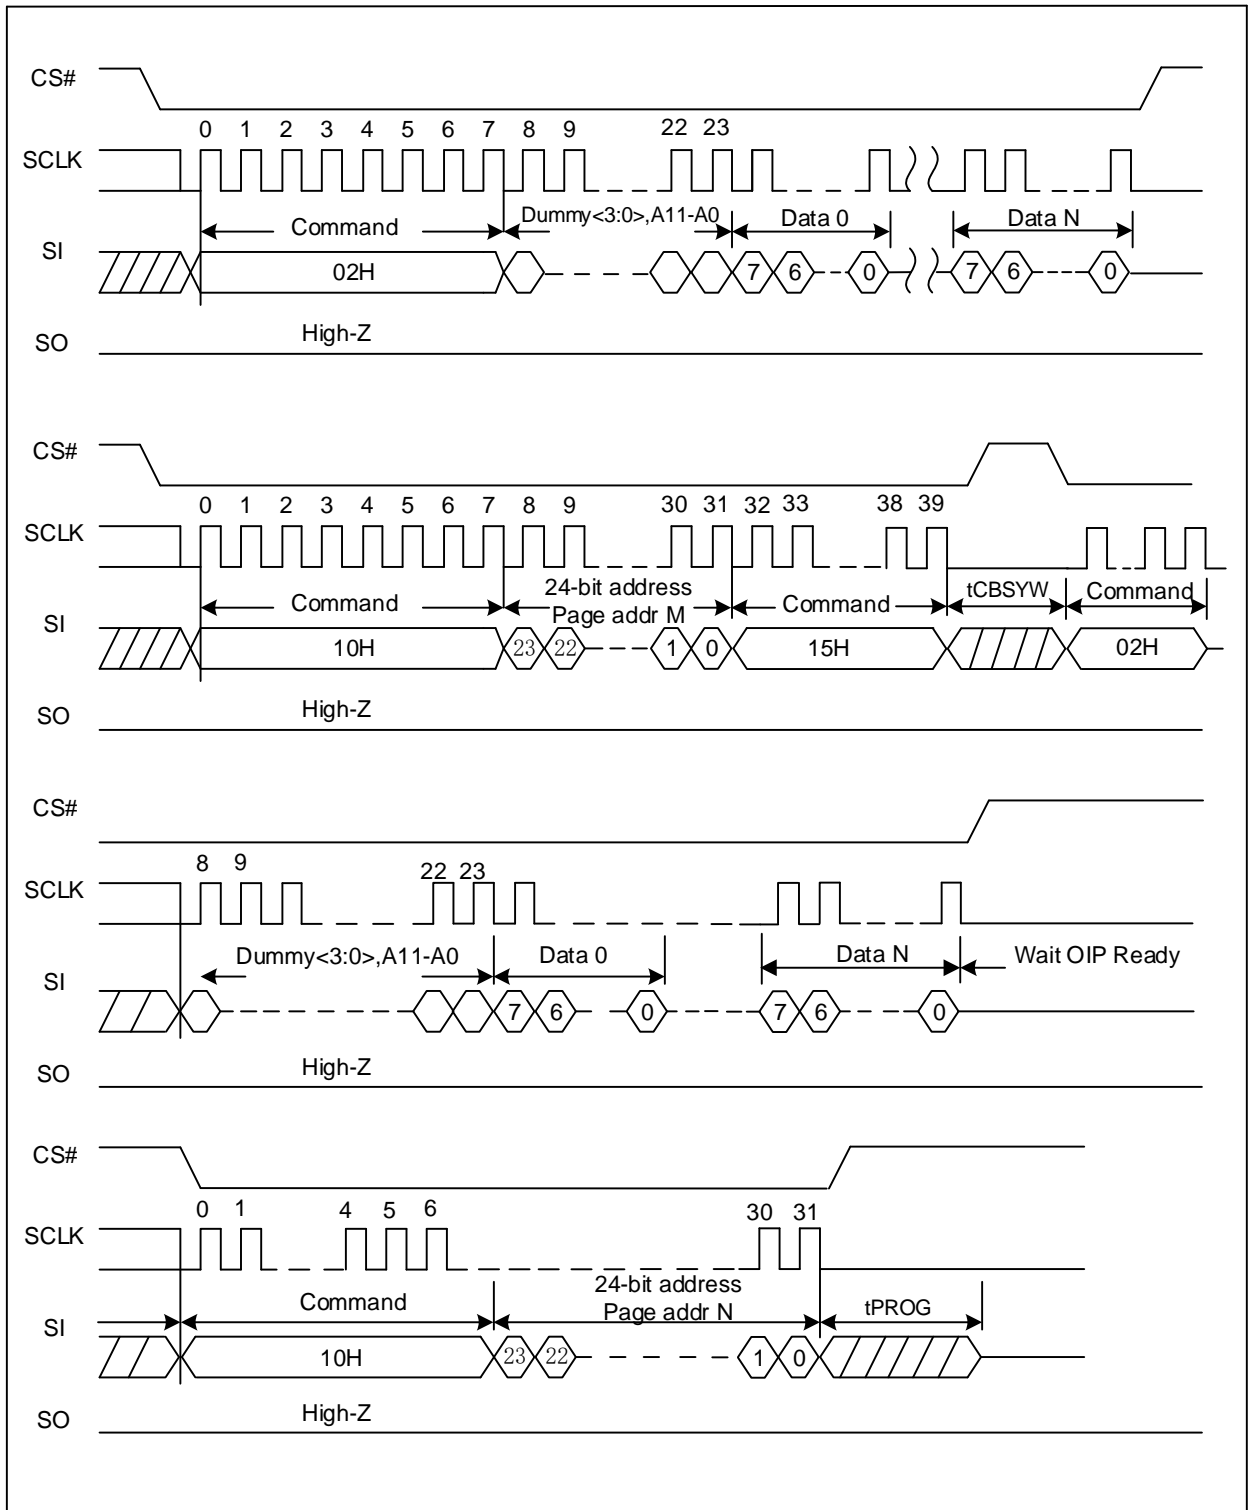 CS#
0 1 2 3 4 5 6 7 8 9 22 23
SCLK
Command Dummy<3:0>,A11-A0 Data 0 Data N
SI
02H 7 6 0 7 6 0
High-Z
SO
CS#
0 1 2 3 4 5 6 7 8 9 30 31 32 33 38 39
SCLK
24-bit address
Command Page addr M Command tCBSYW Command
SI
10H 23 22 1 0 15H 02H
High-Z
SO
CS#
8 9 22 23
SCLK
Dummy<3:0>,A11-A0 Data 0 Data N Wait OIP Ready
SI
7 6 0 7 6 0
High-Z
SO
CS#
0 1 4 5 6 30 31
SCLK
24-bit address
Command Page addr N tPROG
SI
10H 23 22 1 0
High-Z
SO